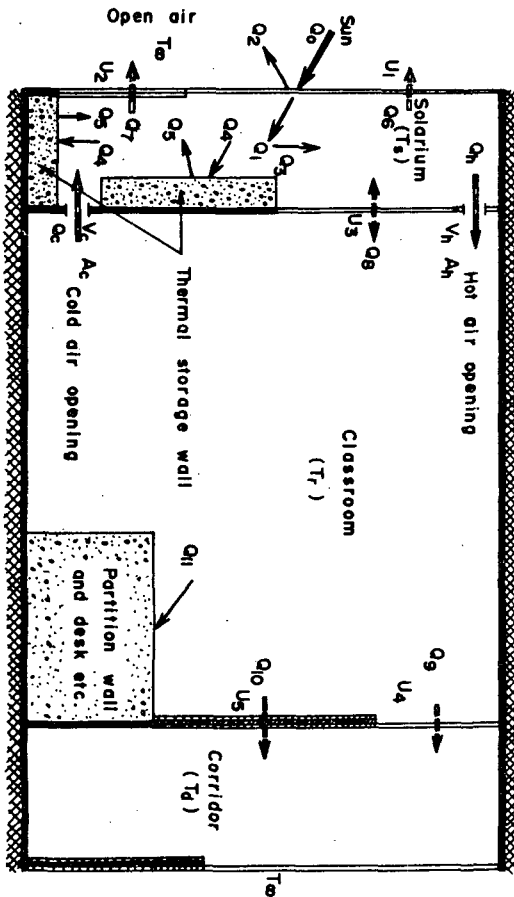 Open air
T∞
Sun
Q0
Q2
U1
Q6
Solarium
(Ts)
Qh
Vh Ah
Hot air opening
U2
Q7
Q1
Q3
Q4
Q5
U3
Q8
Q5
Q4
Vc Ac
Qc
Cold air opening
Thermal storage wall
Classroom
(Tr)
Q11
Partition wall
and desk etc.
Q9
U4
Q10
U5
Corridor
(Td)
T∞